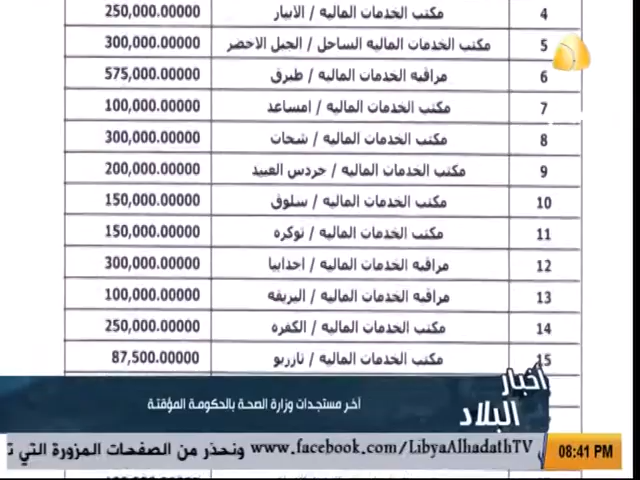 4 مكتب الخدمات الماليه / الابيار 250,000.00000
5 مكتب الخدمات الماليه الساحل / الجبل الاخضر 300,000.00000
6 مراقبه الخدمات الماليه / طبرق 575,000.00000
7 مكتب الخدمات الماليه / امساعد 100,000.00000
8 مكتب الخدمات الماليه / شحات 300,000.00000
9 مكتب الخدمات الماليه / جردس العبيد 200,000.00000
10 مكتب الخدمات الماليه / سلوق 150,000.00000
11 مكتب الخدمات الماليه / توكره 150,000.00000
12 مراقبه الخدمات الماليه / اجدابيا 300,000.00000
13 مراقبه الخدمات الماليه / البريقه 100,000.00000
14 مكتب الخدمات الماليه / الكفره 250,000.00000
15 مكتب الخدمات الماليه / تازربو 87,500.00000
أخبار
البلاد
آخر مستجدات وزارة الصحة بالحكومة المؤقتة
08:41 PM
www.facebook.com/LibyaAlhadathTV ونحذر من الصفحات المزورة التي